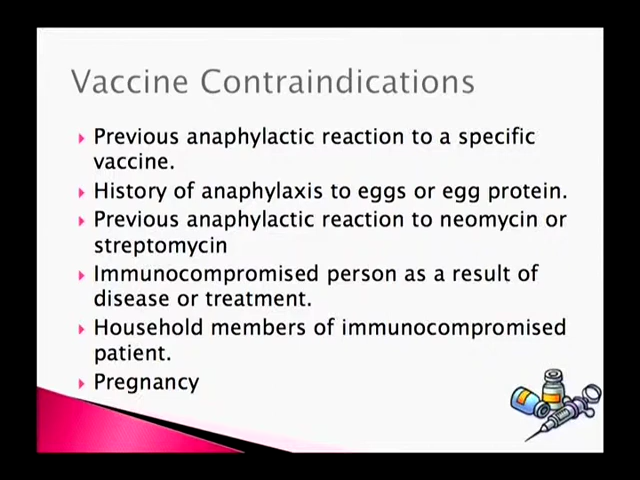 Vaccine Contraindications
Previous anaphylactic reaction to a specific
vaccine.
History of anaphylaxis to eggs or egg protein.
Previous anaphylactic reaction to neomycin or
streptomycin
Immunocompromised person as a result of
disease or treatment.
Household members of immunocompromised
patient.
Pregnancy